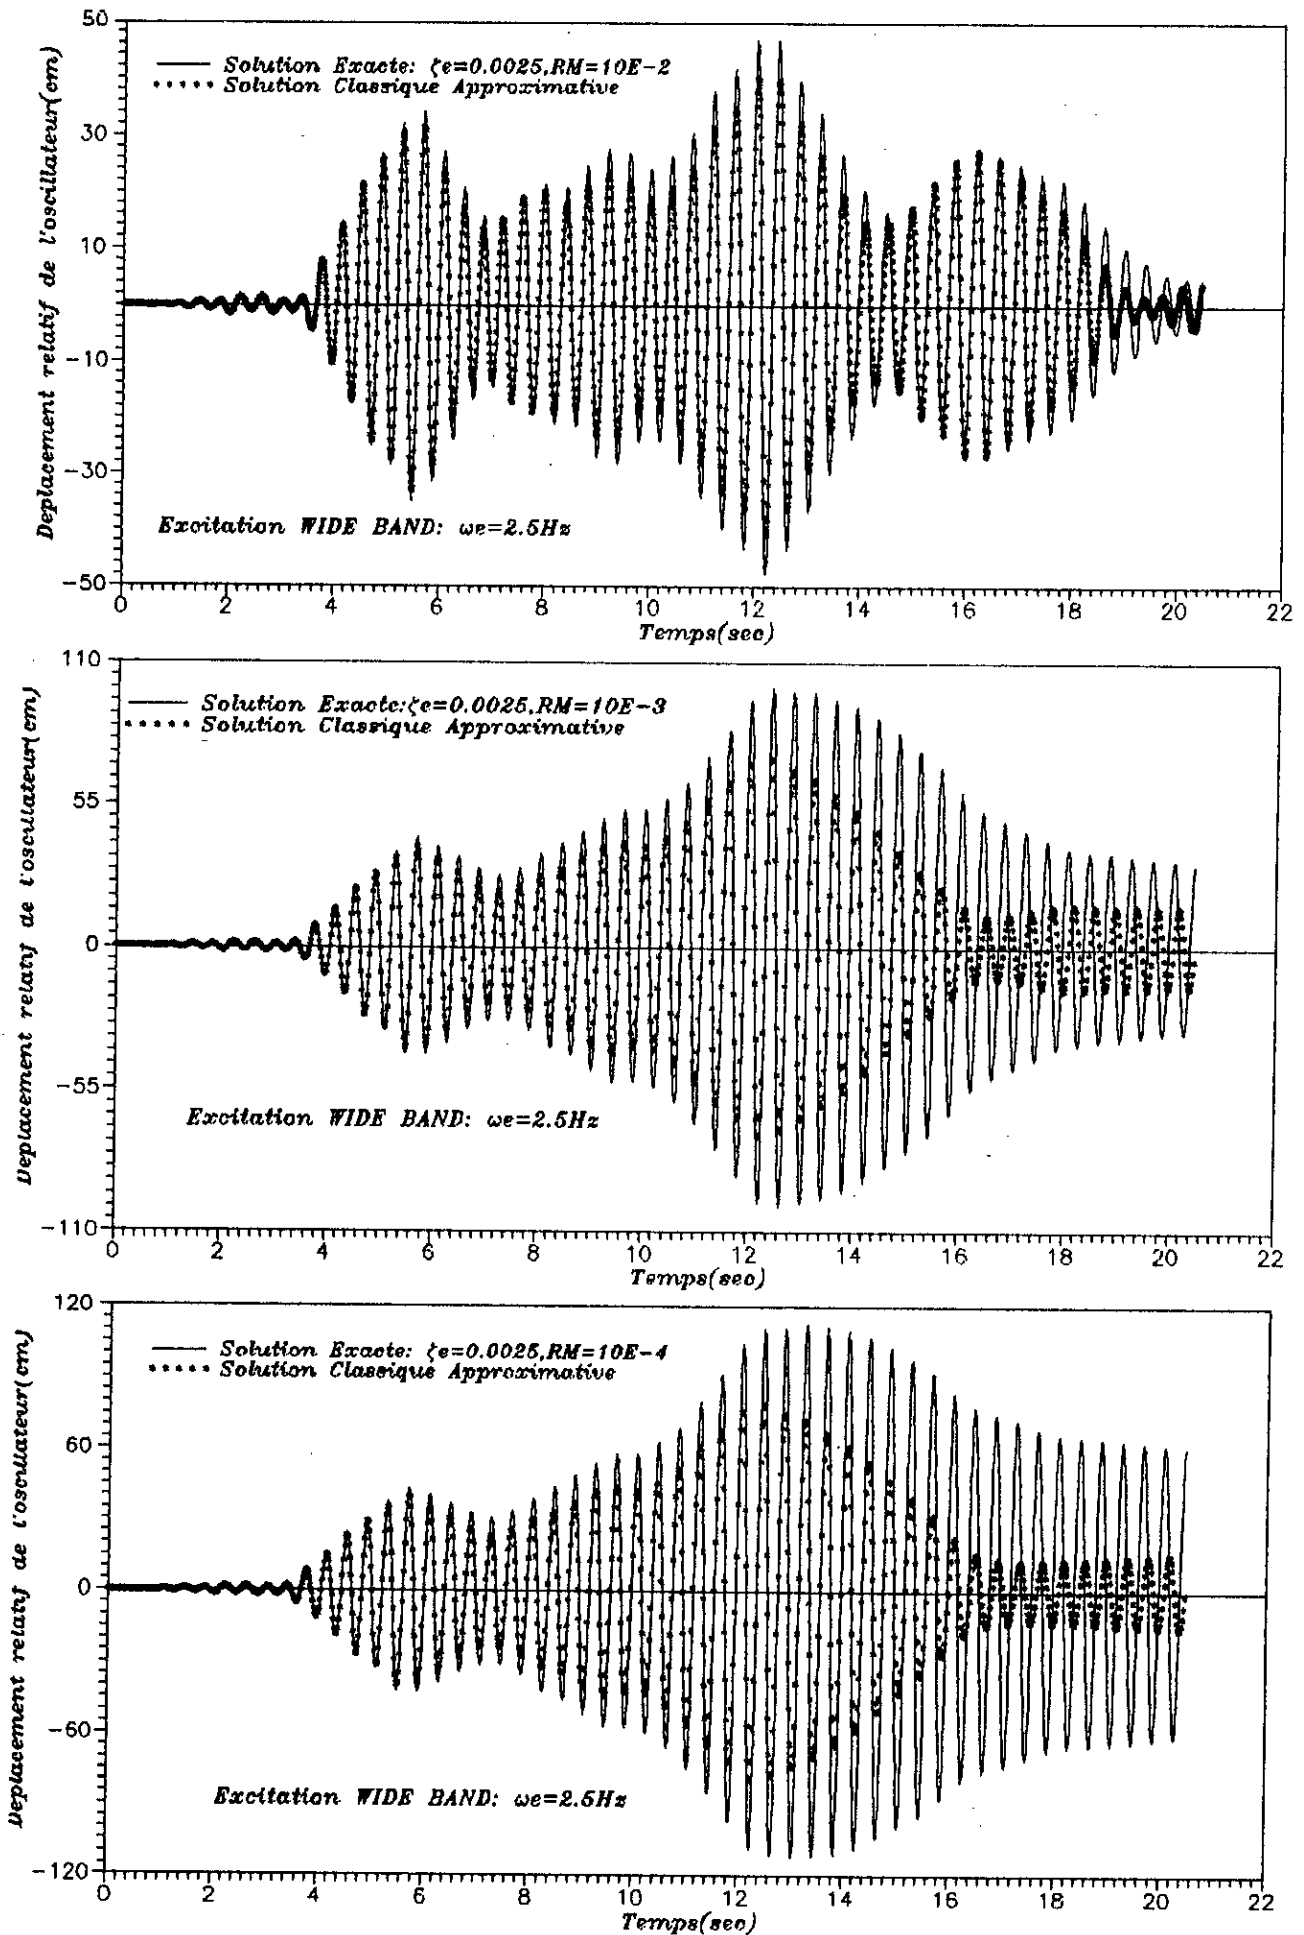 50
30
10
-10
-30
-50
Deplacement relatif de l'oscillateur(cm)
Solution Exacte: ζe=0.0025,RM=10E-2
Solution Classique Approximative
Excitation WIDE BAND: ωe=2.5Hz
0 2 4 6 8 10 12 14 16 18 20 22
Temps(sec)
110
55
0
-55
-110
Deplacement relatif de l'oscillateur(cm)
Solution Exacte:ζe=0.0025,RM=10E-3
Solution Classique Approximative
Excitation WIDE BAND: ωe=2.5Hz
0 2 4 6 8 10 12 14 16 18 20 22
Temps(sec)
120
60
0
-60
-120
Deplacement relatif de l'oscillateur(cm)
Solution Exacte: ζe=0.0025,RM=10E-4
Solution Classique Approximative
Excitation WIDE BAND: ωe=2.5Hz
0 2 4 6 8 10 12 14 16 18 20 22
Temps(sec)